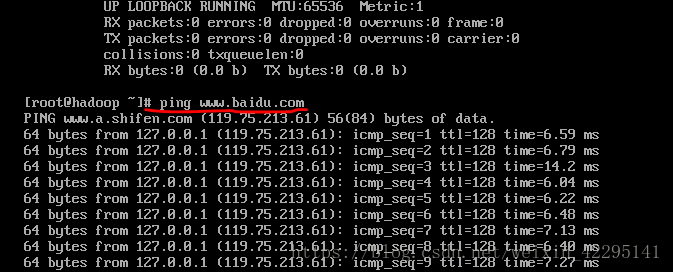 UP LOOPBACK RUNNING  MTU:65536  Metric:1
RX packets:0 errors:0 dropped:0 overruns:0 frame:0
TX packets:0 errors:0 dropped:0 overruns:0 carrier:0
collisions:0 txqueuelen:0
RX bytes:0 (0.0 b)  TX bytes:0 (0.0 b)
[root@hadoop ~]# ping www.baidu.com
PING www.a.shifen.com (119.75.213.61) 56(84) bytes of data.
64 bytes from 127.0.0.1 (119.75.213.61): icmp_seq=1 ttl=128 time=6.59 ms
64 bytes from 127.0.0.1 (119.75.213.61): icmp_seq=2 ttl=128 time=6.79 ms
64 bytes from 127.0.0.1 (119.75.213.61): icmp_seq=3 ttl=128 time=14.2 ms
64 bytes from 127.0.0.1 (119.75.213.61): icmp_seq=4 ttl=128 time=6.04 ms
64 bytes from 127.0.0.1 (119.75.213.61): icmp_seq=5 ttl=128 time=6.22 ms
64 bytes from 127.0.0.1 (119.75.213.61): icmp_seq=6 ttl=128 time=6.48 ms
64 bytes from 127.0.0.1 (119.75.213.61): icmp_seq=7 ttl=128 time=7.13 ms
64 bytes from 127.0.0.1 (119.75.213.61): icmp_seq=8 ttl=128 time=6.40 ms
https://blog.csdn.net/weixin_42295141
64 bytes from 127.0.0.1 (119.75.213.61): icmp_seq=9 ttl=128 time=7.27 ms